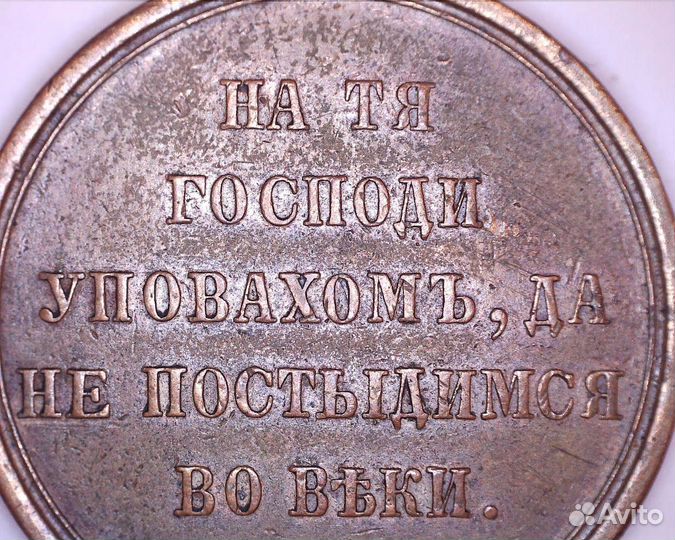 НА ТЯ
ГОСПОДИ
УПОВАХОМЪ, ДА
НЕ ПОСТЫДИМСЯ
ВО ВѢКИ.
Avito